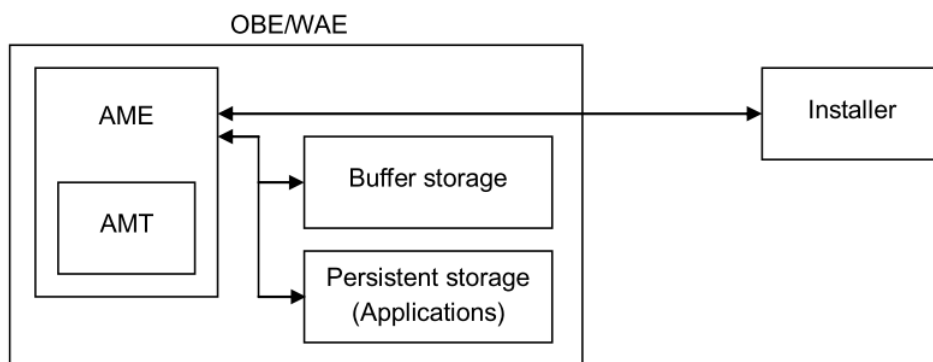 OBE/WAE
AME
Installer
Buffer storage
AMT
Persistent storage
(Applications)